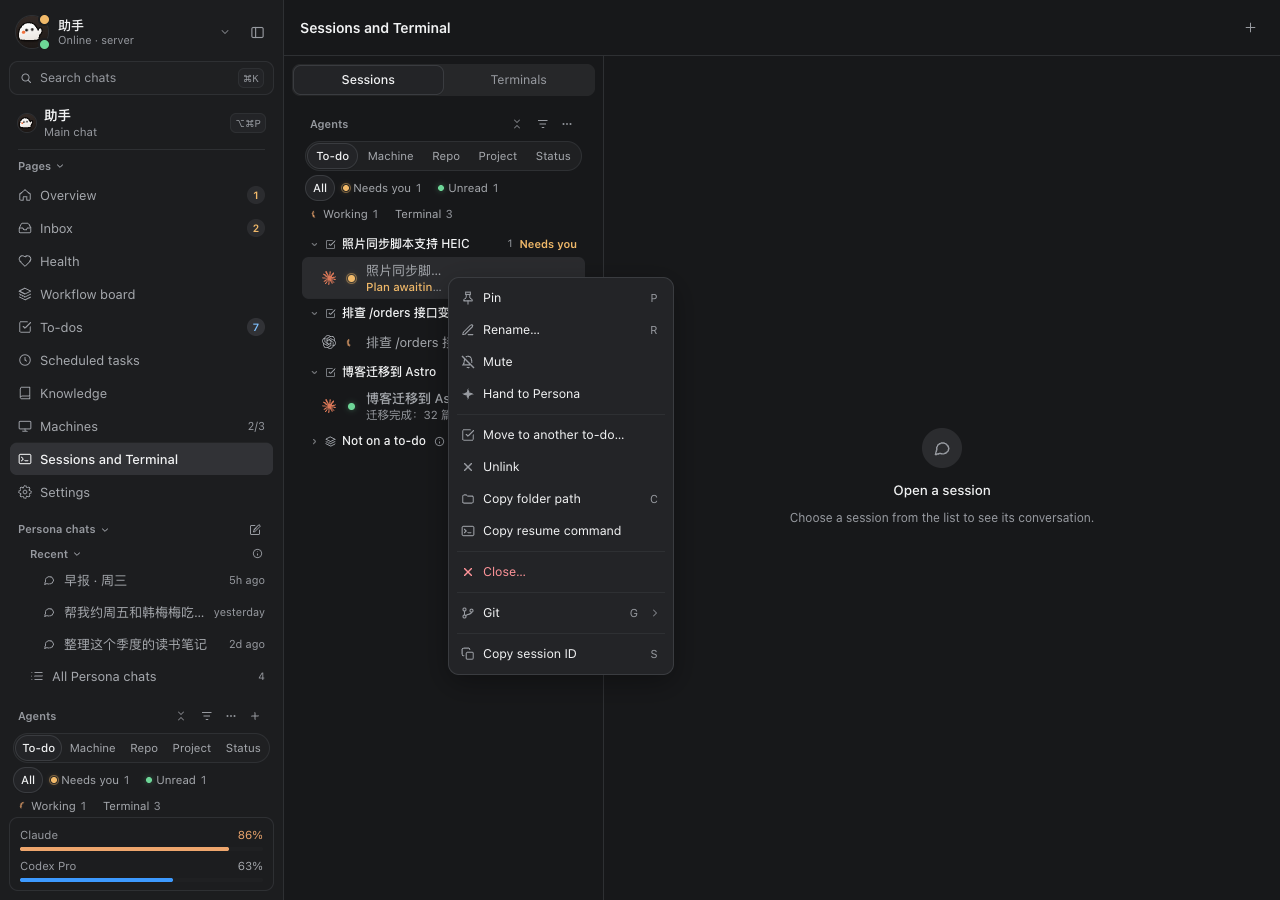 助手
Online · server
Search chats
⌘K
助手
Main chat
⌥⌘P
Pages
Overview
1
Inbox
2
Health
Workflow board
To-dos
7
Scheduled tasks
Knowledge
Machines
2/3
Sessions and Terminal
Settings
Persona chats
Recent
早报 · 周三
5h ago
帮我约周五和韩梅梅吃...
yesterday
整理这个季度的读书笔记
2d ago
All Persona chats
4
Agents
To-do Machine Repo Project Status
All Needs you 1 Unread 1
Working 1 Terminal 3
Claude
86%
Codex Pro
63%
Sessions and Terminal
Sessions
Terminals
Agents
To-do Machine Repo Project Status
All Needs you 1 Unread 1
Working 1 Terminal 3
照片同步脚本支持 HEIC
1 Needs you
照片同步脚...
Plan awaitin...
排查 /orders 接口变
排查 /orders 接
博客迁移到 Astro
博客迁移到 As
迁移完成：32 篇
Not on a to-do
Pin
P
Rename...
R
Mute
Hand to Persona
Move to another to-do...
Unlink
Copy folder path
C
Copy resume command
Close...
Git
G
Copy session ID
S
Open a session
Choose a session from the list to see its conversation.